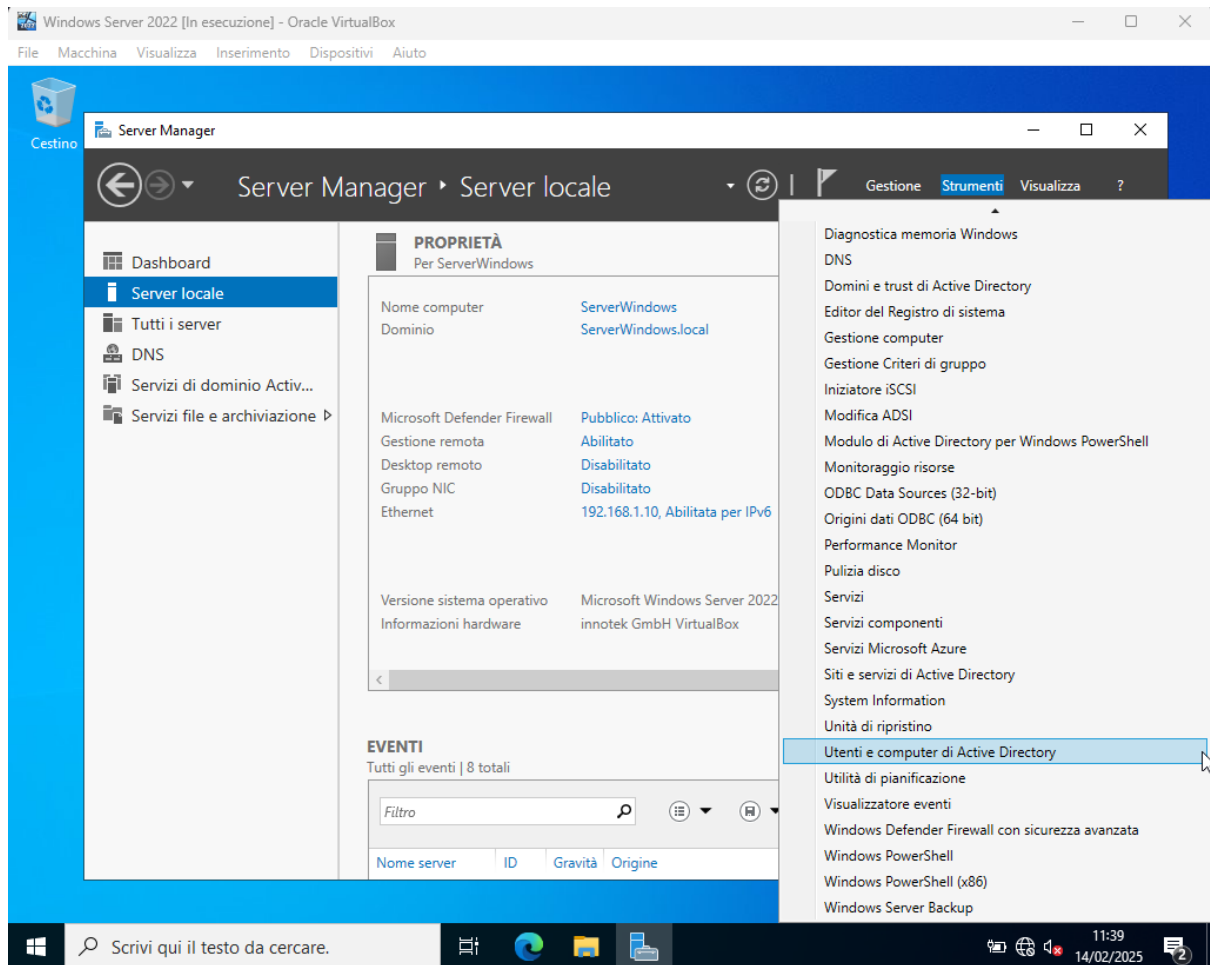 Windows Server 2022 [In esecuzione] - Oracle VirtualBox
File Macchina Visualizza Inserimento Dispositivi Aiuto
Cestino
Server Manager
Server Manager ‣ Server locale
Gestione Strumenti Visualizza ?
Dashboard
Server locale
Tutti i server
DNS
Servizi di dominio Activ...
Servizi file e archiviazione
PROPRIETÀ
Per ServerWindows
Nome computer ServerWindows
Dominio ServerWindows.local
Microsoft Defender Firewall Pubblico: Attivato
Gestione remota Abilitato
Desktop remoto Disabilitato
Gruppo NIC Disabilitato
Ethernet 192.168.1.10, Abilitata per IPv6
Versione sistema operativo Microsoft Windows Server 2022
Informazioni hardware innotek GmbH VirtualBox
EVENTI
Tutti gli eventi | 8 totali
Filtro
Nome server ID Gravità Origine
Diagnostica memoria Windows
DNS
Domini e trust di Active Directory
Editor del Registro di sistema
Gestione computer
Gestione Criteri di gruppo
Iniziatore iSCSI
Modifica ADSI
Modulo di Active Directory per Windows PowerShell
Monitoraggio risorse
ODBC Data Sources (32-bit)
Origini dati ODBC (64 bit)
Performance Monitor
Pulizia disco
Servizi
Servizi componenti
Servizi Microsoft Azure
Siti e servizi di Active Directory
System Information
Unità di ripristino
Utenti e computer di Active Directory
Utilità di pianificazione
Visualizzatore eventi
Windows Defender Firewall con sicurezza avanzata
Windows PowerShell
Windows PowerShell (x86)
Windows Server Backup
Scrivi qui il testo da cercare.
11:39
14/02/2025
2